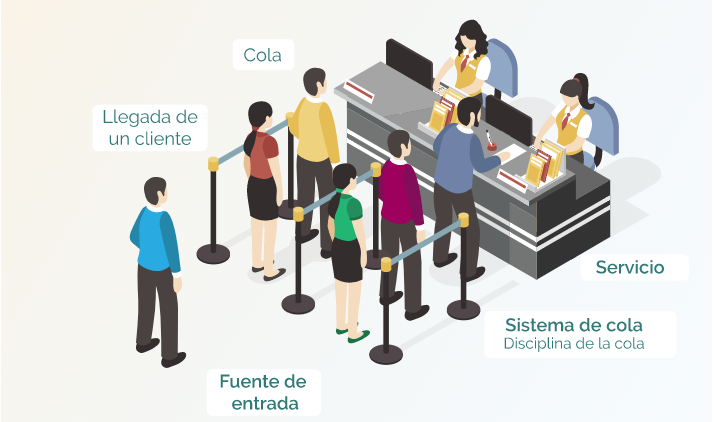 Cola
Llegada de
un cliente
Servicio
Sistema de cola
Disciplina de la cola
Fuente de
entrada